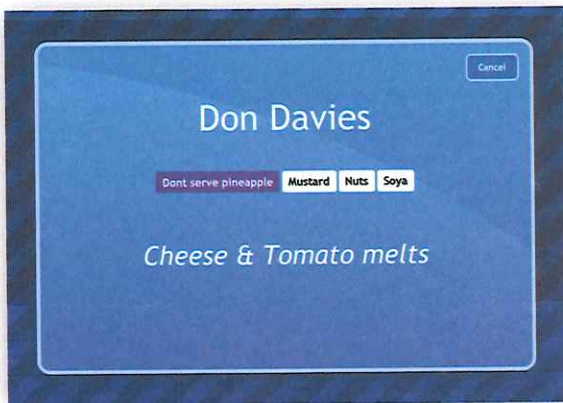 Cancel
Don Davies
Dont serve pineapple Mustard Nuts Soya
Cheese & Tomato melts